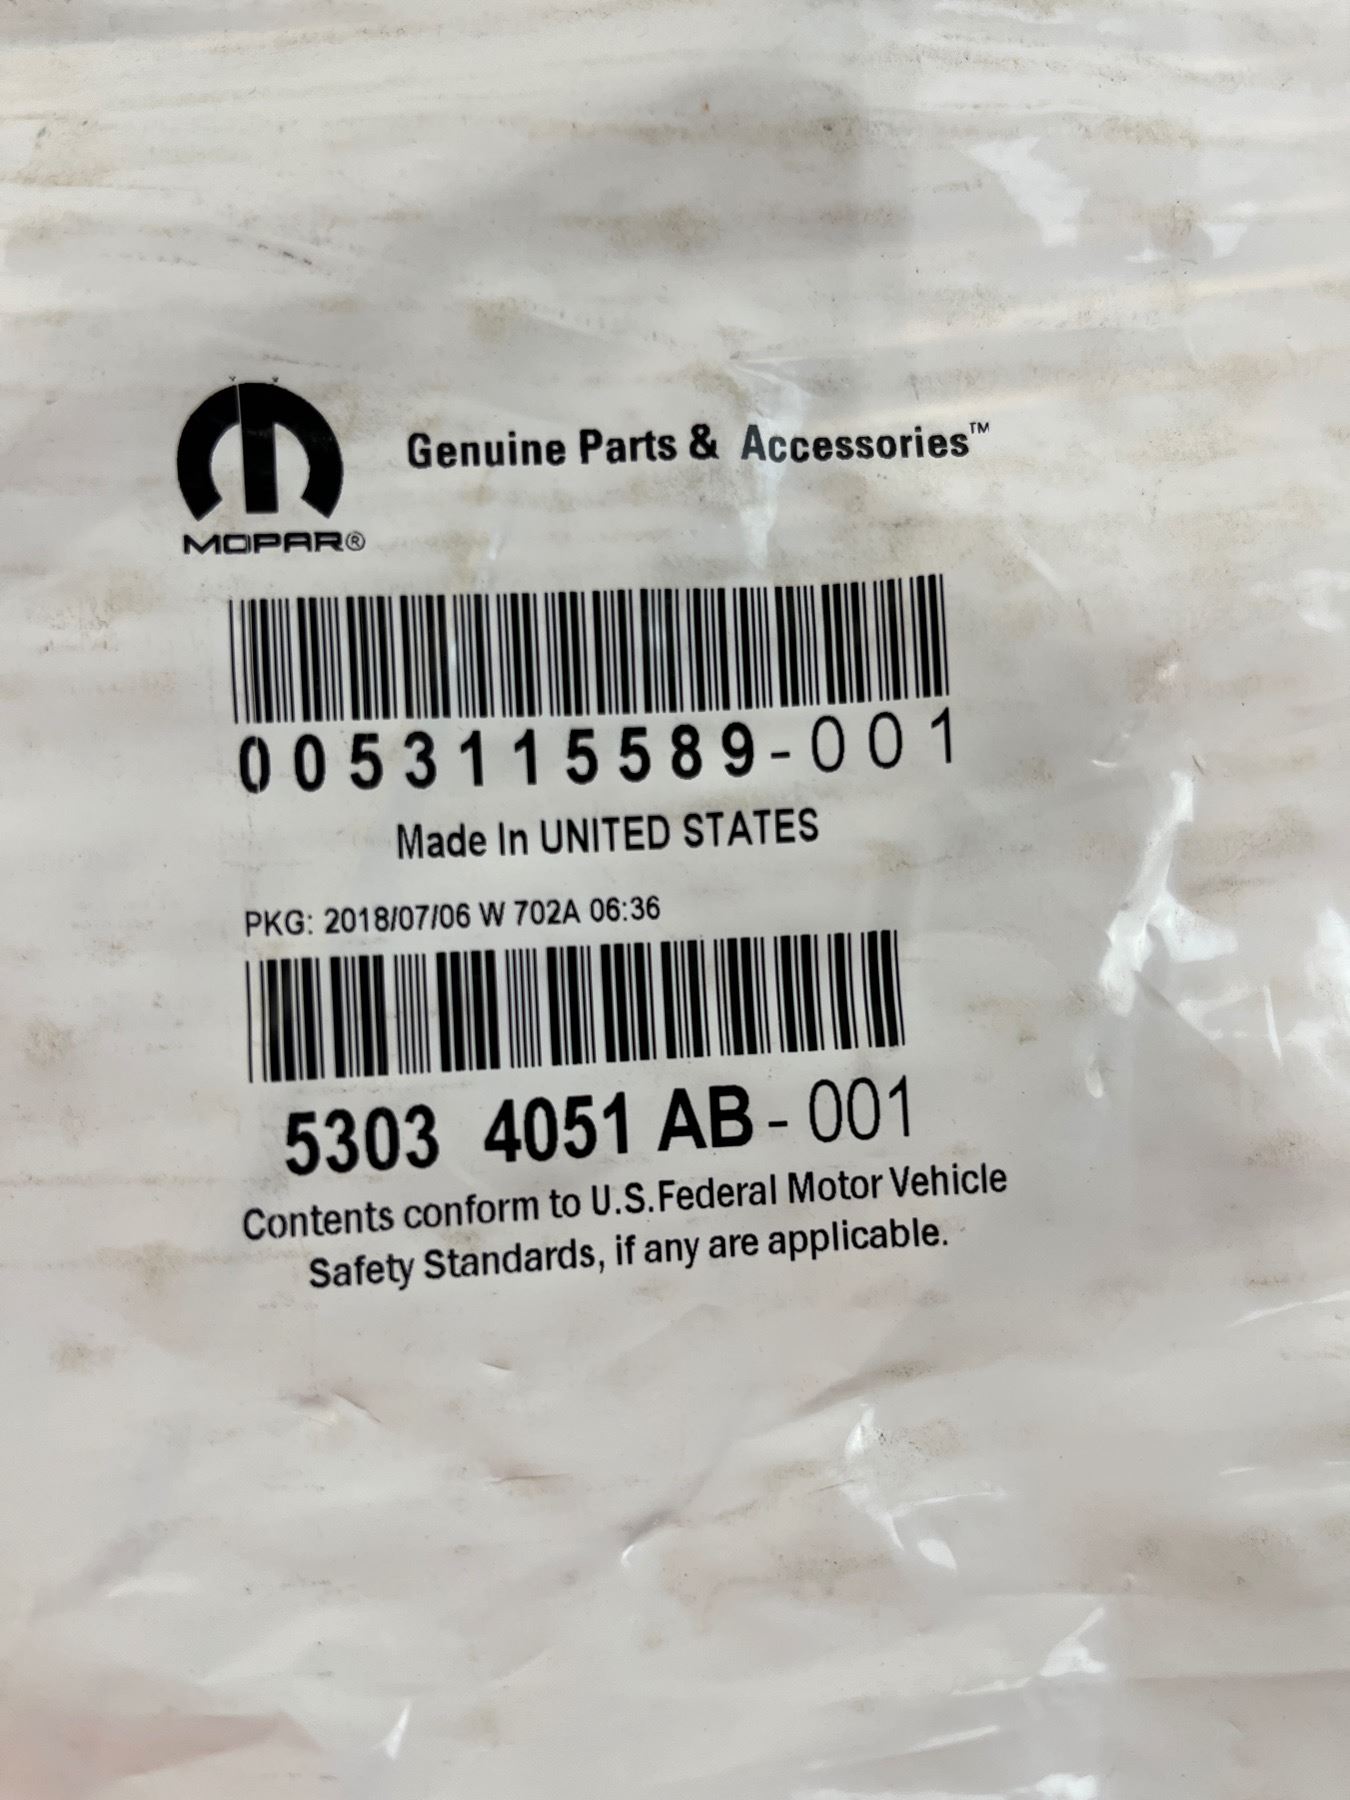 Genuine Parts & Accessories™
MOPAR®
0053115589-001
Made In UNITED STATES
PKG: 2018/07/06 W 702A 06:36
5303 4051 AB-001
Contents conform to U.S.Federal Motor Vehicle
Safety Standards, if any are applicable.